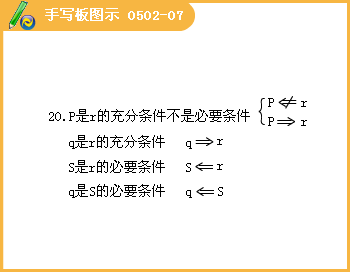 手写板图示 0502-07
20.P是r的充分条件不是必要条件 { P ⇍ r
P ⇒ r
q是r的充分条件 q ⇒ r
S是r的必要条件 S ⇐ r
q是S的必要条件 q ⇐ S